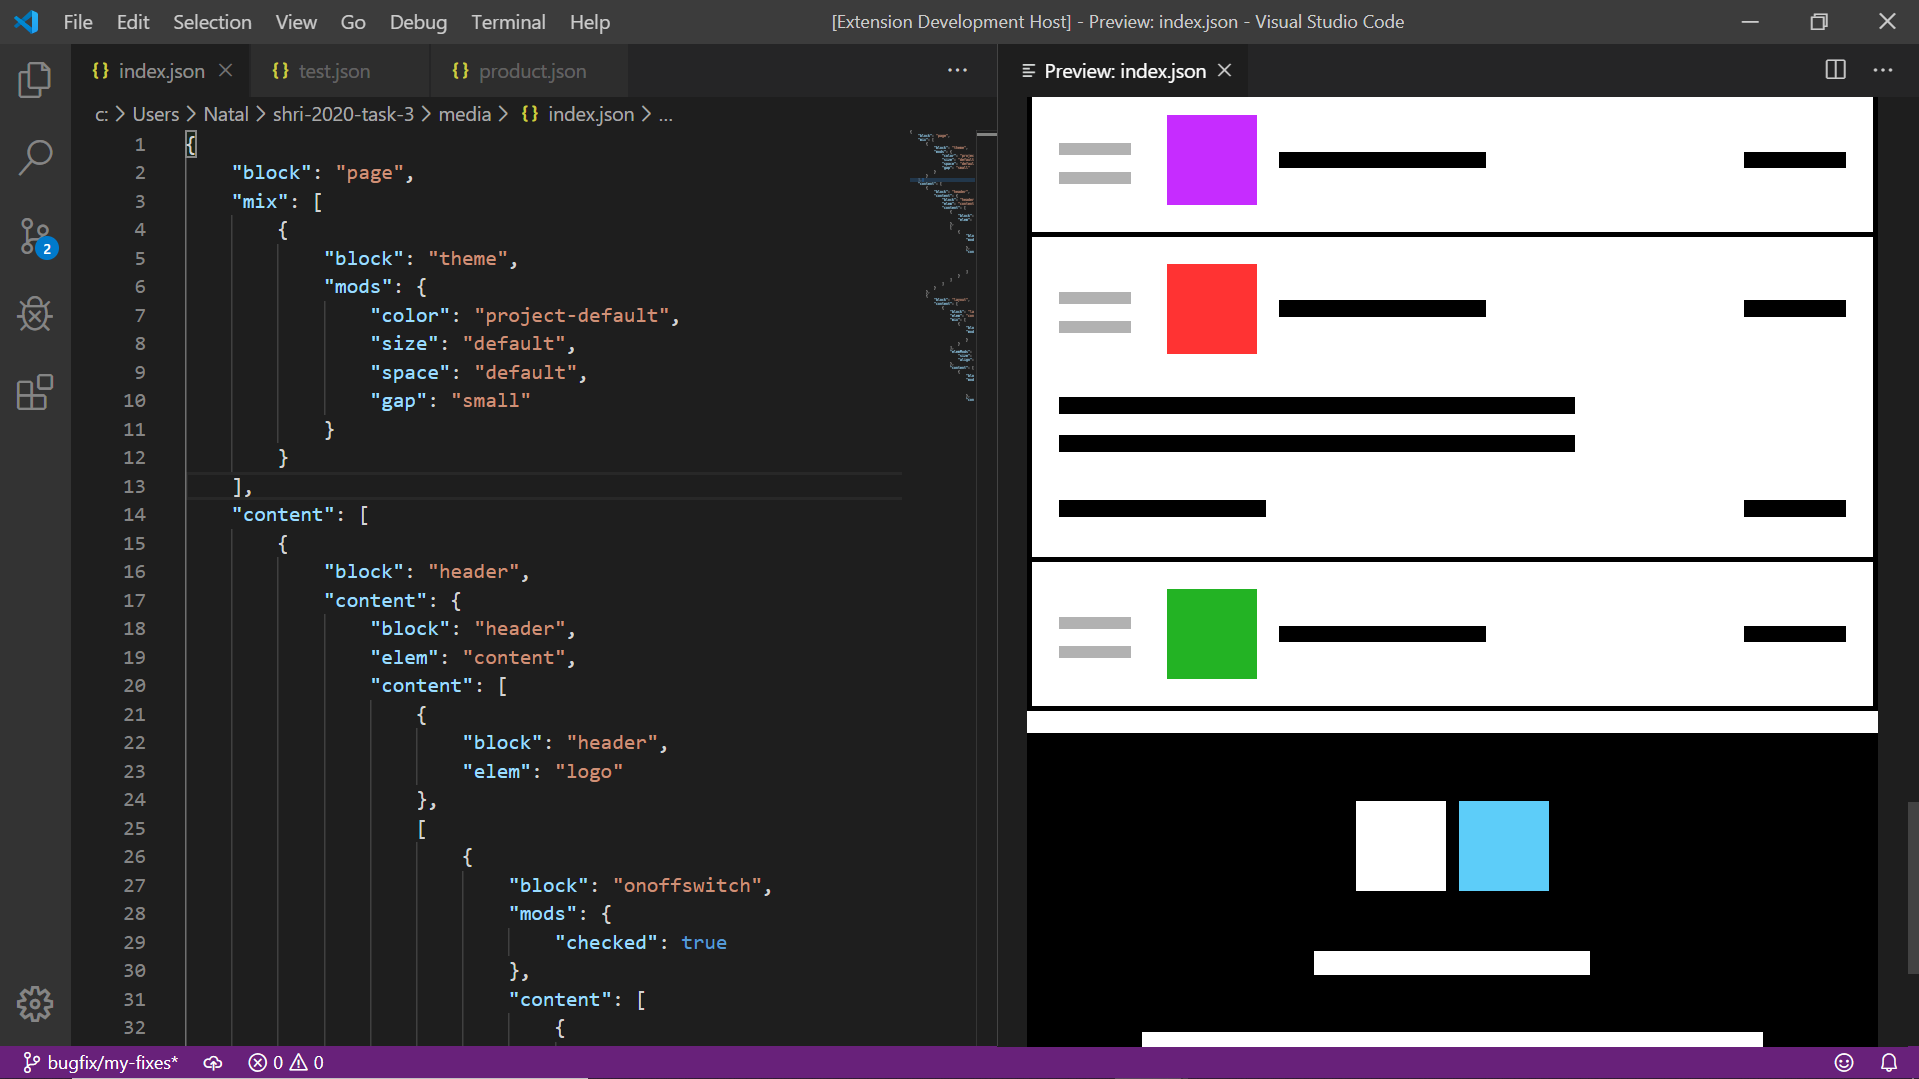 File Edit Selection View Go Debug Terminal Help
[Extension Development Host] - Preview: index.json - Visual Studio Code
{} index.json
{} test.json
{} product.json
Preview: index.json
c: > Users > Natal > shri-2020-task-3 > media > {} index.json > ...
1 {
2 "block": "page",
3 "mix": [
4 {
5 "block": "theme",
6 "mods": {
7 "color": "project-default",
8 "size": "default",
9 "space": "default",
10 "gap": "small"
11 }
12 }
13 ],
14 "content": [
15 {
16 "block": "header",
17 "content": {
18 "block": "header",
19 "elem": "content",
20 "content": [
21 {
22 "block": "header",
23 "elem": "logo"
24 },
25 [
26 {
27 "block": "onoffswitch",
28 "mods": {
29 "checked": true
30 },
31 "content": [
32 {
2
bugfix/my-fixes* 0 0